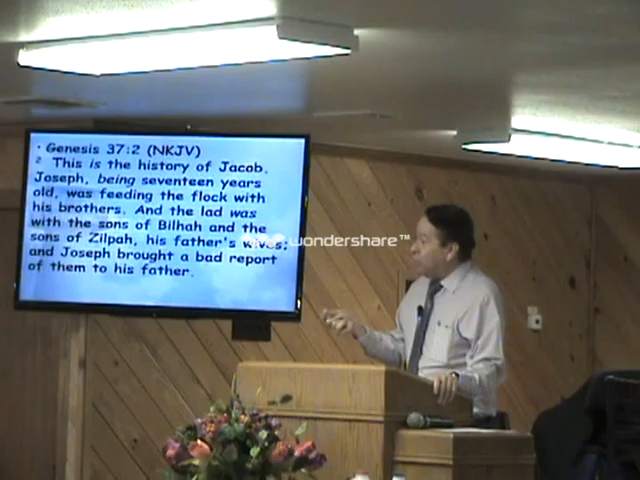 • Genesis 37:2 (NKJV)
2 This is the history of Jacob.
Joseph, being seventeen years
old, was feeding the flock with
his brothers. And the lad was
with the sons of Bilhah and the
sons of Zilpah, his father's wives;
and Joseph brought a bad report
of them to his father.
wondershare™